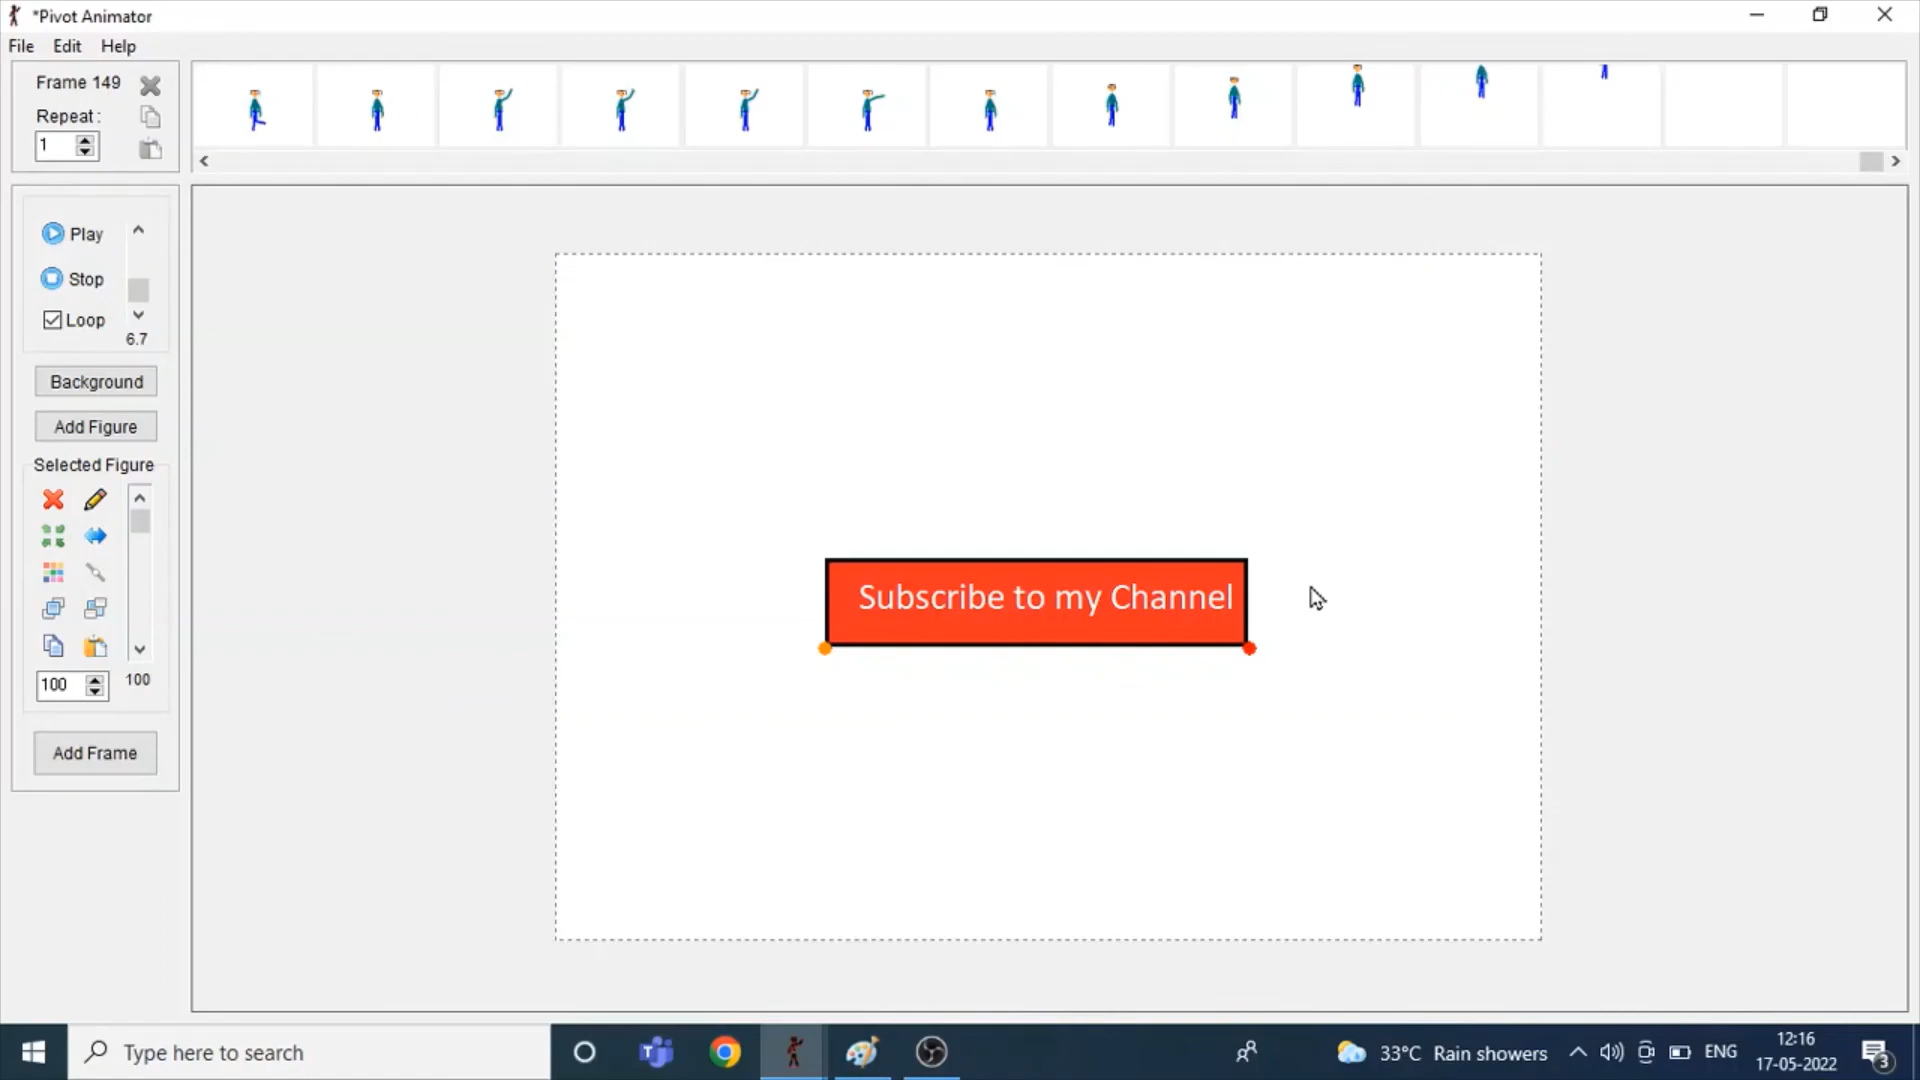 *Pivot Animator
File Edit Help
Frame 149
Repeat:
1
Play
Stop
Loop
6.7
Background
Add Figure
Selected Figure
100
100
Add Frame
Subscribe to my Channel
Type here to search
33°C Rain showers
ENG
12:16
17-05-2022
3